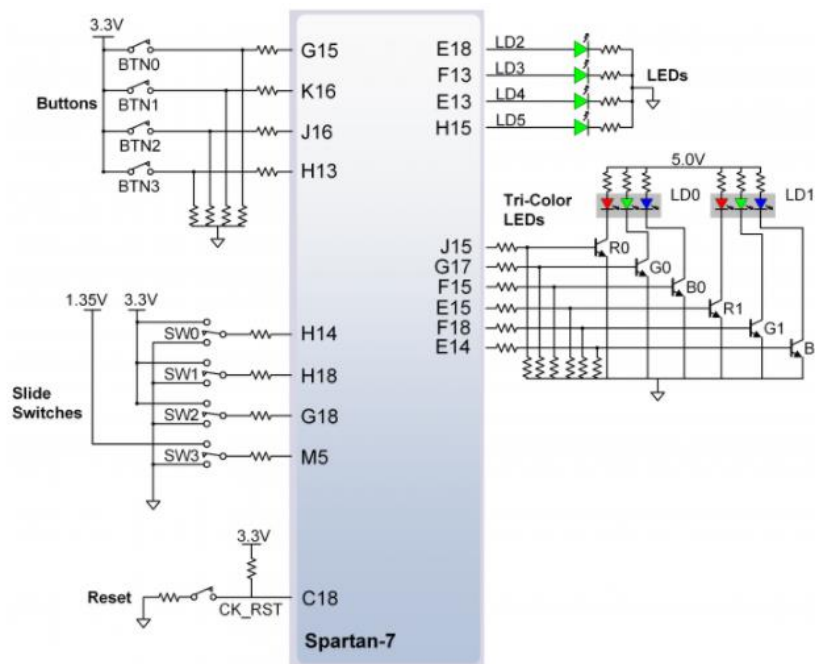 3.3V
BTN0
Buttons
BTN1
BTN2
BTN3
G15
K16
J16
H13
1.35V 3.3V
SW0
SW1
Slide
Switches
SW2
SW3
H14
H18
G18
M5
3.3V
Reset
CK_RST
C18
Spartan-7
E18 LD2
F13 LD3
E13 LD4
H15 LD5
LEDs
5.0V
Tri-Color
LEDs
LD0
LD1
J15
G17
F15
E15
F18
E14
R0
G0
B0
R1
G1
B